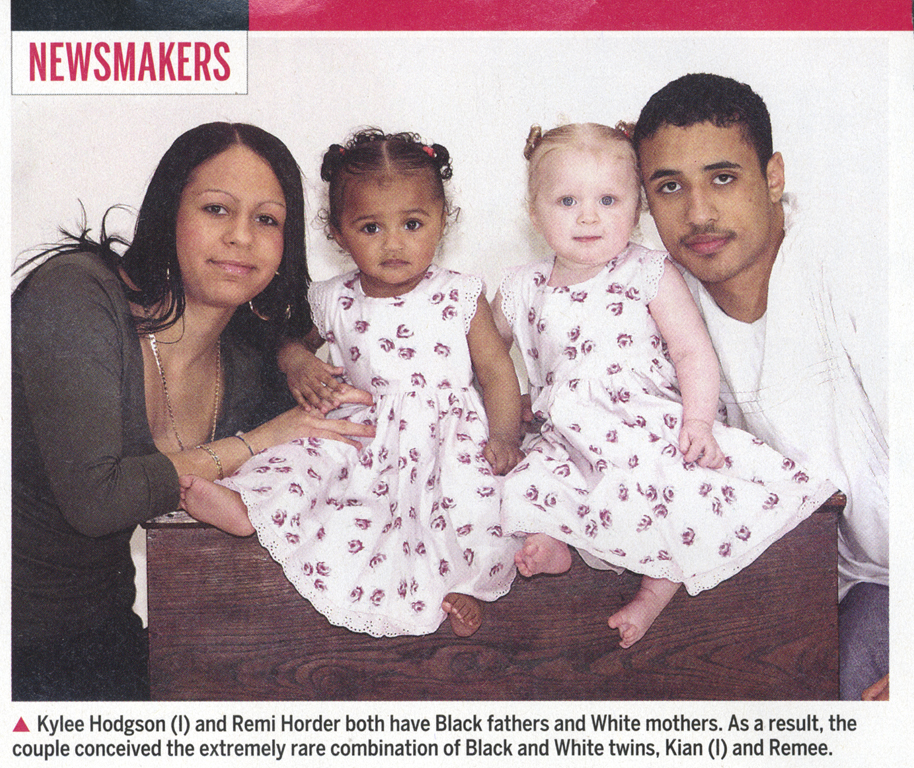 NEWSMAKERS
▲ Kylee Hodgson (l) and Remi Horder both have Black fathers and White mothers. As a result, the
couple conceived the extremely rare combination of Black and White twins, Kian (l) and Remee.